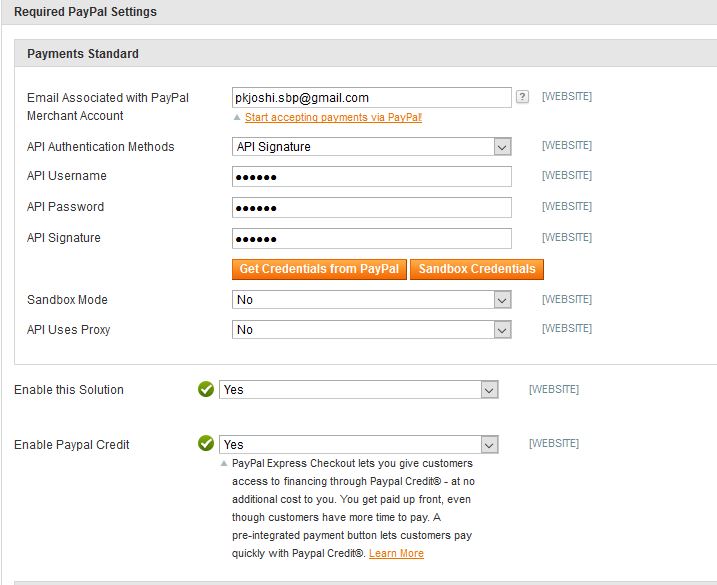 Required PayPal Settings
Payments Standard
Email Associated with PayPal Merchant Account
pkjoshi.sbp@gmail.com
?
[WEBSITE]
Start accepting payments via PayPal!
API Authentication Methods
API Signature
[WEBSITE]
API Username
••••••
[WEBSITE]
API Password
••••••
[WEBSITE]
API Signature
••••••
[WEBSITE]
Get Credentials from PayPal
Sandbox Credentials
Sandbox Mode
No
[WEBSITE]
API Uses Proxy
No
[WEBSITE]
Enable this Solution
Yes
[WEBSITE]
Enable Paypal Credit
Yes
[WEBSITE]
PayPal Express Checkout lets you give customers
access to financing through Paypal Credit® - at no
additional cost to you. You get paid up front, even
though customers have more time to pay. A
pre-integrated payment button lets customers pay
quickly with Paypal Credit®. Learn More